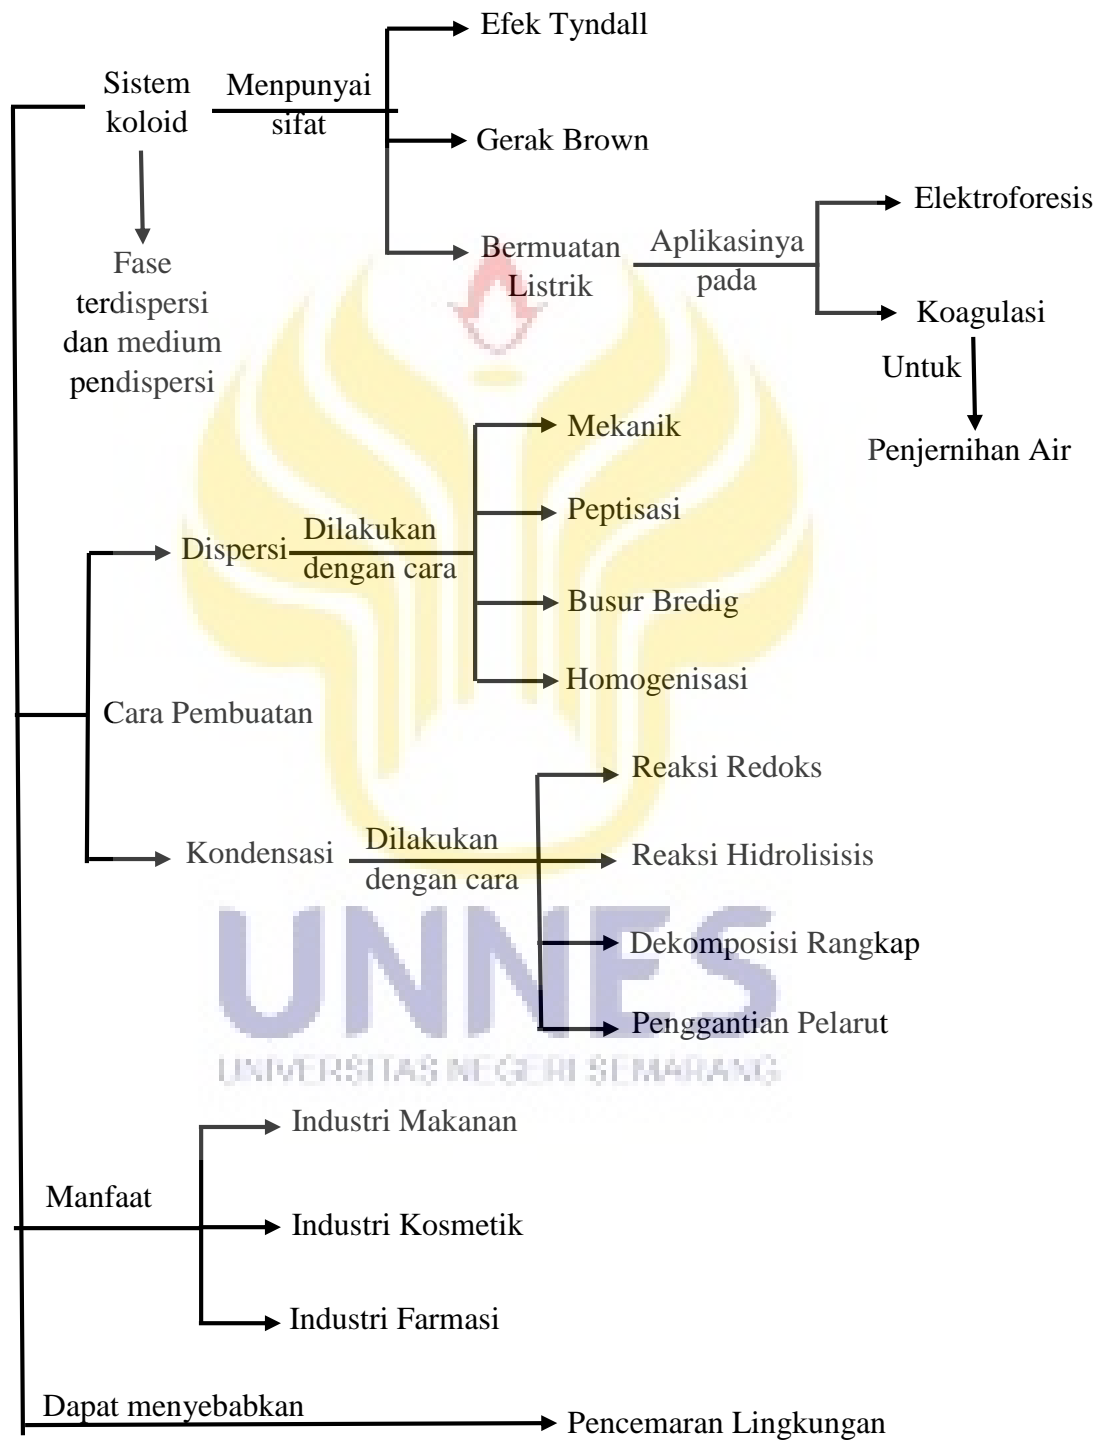 Efek Tyndall
Sistem
koloid
Menpunyai
sifat
Gerak Brown
Bermuatan
Listrik
Aplikasinya
pada
Elektroforesis
Koagulasi
Untuk
Penjernihan Air
Fase
terdispersi
dan medium
pendispersi
Mekanik
Peptisasi
Dispersi
Dilakukan
dengan cara
Busur Bredig
Homogenisasi
Cara Pembuatan
Reaksi Redoks
Kondensasi
Dilakukan
dengan cara
Reaksi Hidrolisisis
Dekomposisi Rangkap
Penggantian Pelarut
UNNES
UNIVERSITAS NEGERI SEMARANG
Industri Makanan
Manfaat
Industri Kosmetik
Industri Farmasi
Dapat menyebabkan
Pencemaran Lingkungan